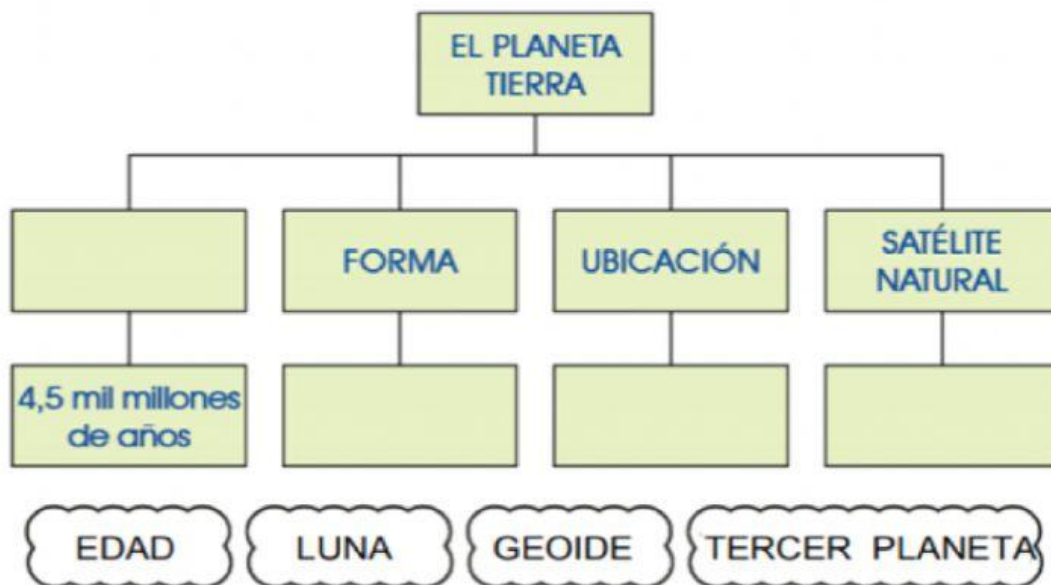 EL PLANETA
TIERRA
FORMA
UBICACIÓN
SATÉLITE
NATURAL
4,5 mil millones
de años
EDAD
LUNA
GEOIDE
TERCER PLANETA